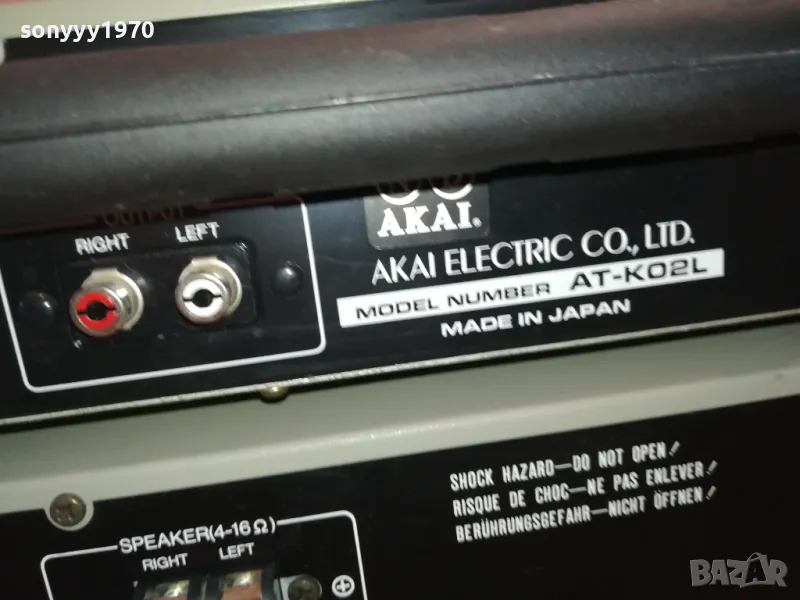 sonyyy1970
OUTPUT
RIGHT LEFT
AKAI.
AKAI ELECTRIC CO., LTD.
MODEL NUMBER AT-K02L
MADE IN JAPAN
SHOCK HAZARD—DO NOT OPEN!
RISQUE DE CHOC—NE PAS ENLEVER!
BERÜHRUNGSGEFAHR—NICHT ÖFFNEN!
SPEAKER(4-16Ω)
RIGHT LEFT
BAZAR